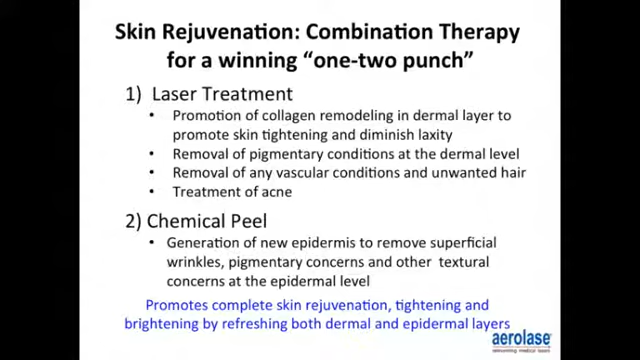 Skin Rejuvenation: Combination Therapy
for a winning “one-two punch”
1) Laser Treatment
• Promotion of collagen remodeling in dermal layer to
promote skin tightening and diminish laxity
• Removal of pigmentary conditions at the dermal level
• Removal of any vascular conditions and unwanted hair
• Treatment of acne
2) Chemical Peel
• Generation of new epidermis to remove superficial
wrinkles, pigmentary concerns and other textural
concerns at the epidermal level
Promotes complete skin rejuvenation, tightening and
brightening by refreshing both dermal and epidermal layers
aerolase®
reinventing medical lasers